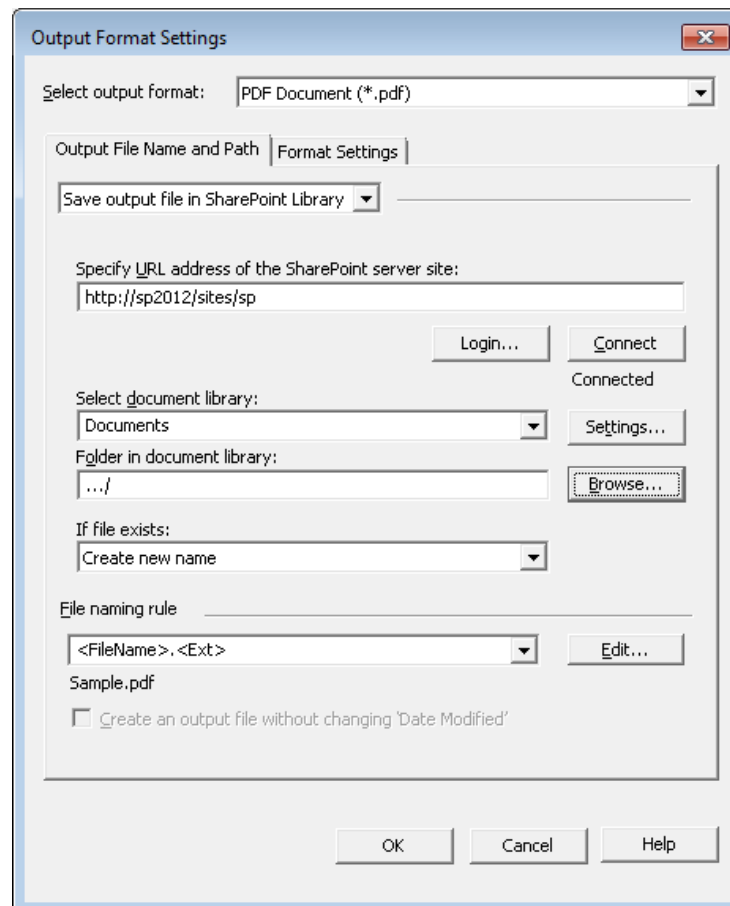 Output Format Settings
Select output format: PDF Document (*.pdf)
Output File Name and Path Format Settings
Save output file in SharePoint Library
Specify URL address of the SharePoint server site:
http://sp2012/sites/sp
Login... Connect
Connected
Select document library:
Documents Settings...
Folder in document library:
.../ Browse...
If file exists:
Create new name
File naming rule
<FileName>.<Ext> Edit...
Sample.pdf
Create an output file without changing 'Date Modified'
OK Cancel Help